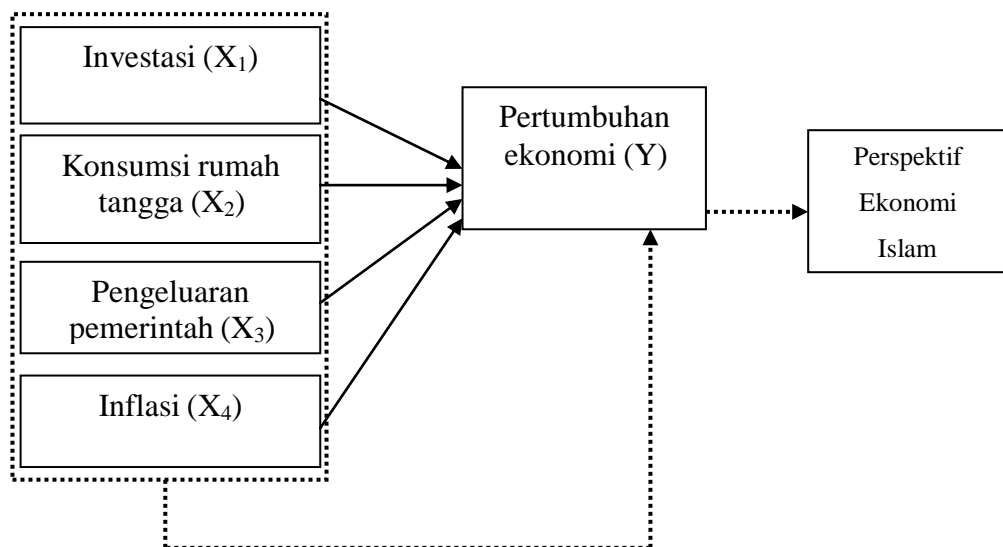 Investasi (X₁)
Konsumsi rumah
tangga (X₂)
Pengeluaran
pemerintah (X₃)
Inflasi (X₄)
Pertumbuhan
ekonomi (Y)
Perspektif
Ekonomi
Islam